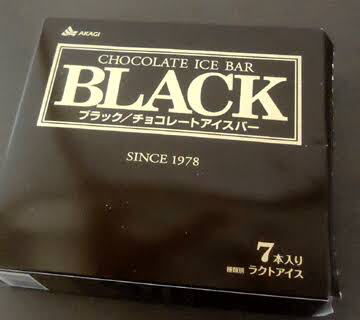 AKAGI
CHOCOLATE ICE BAR
BLACK
ブラック／チョコレートアイスバー
SINCE 1978
7本入り
種類別 ラクトアイス